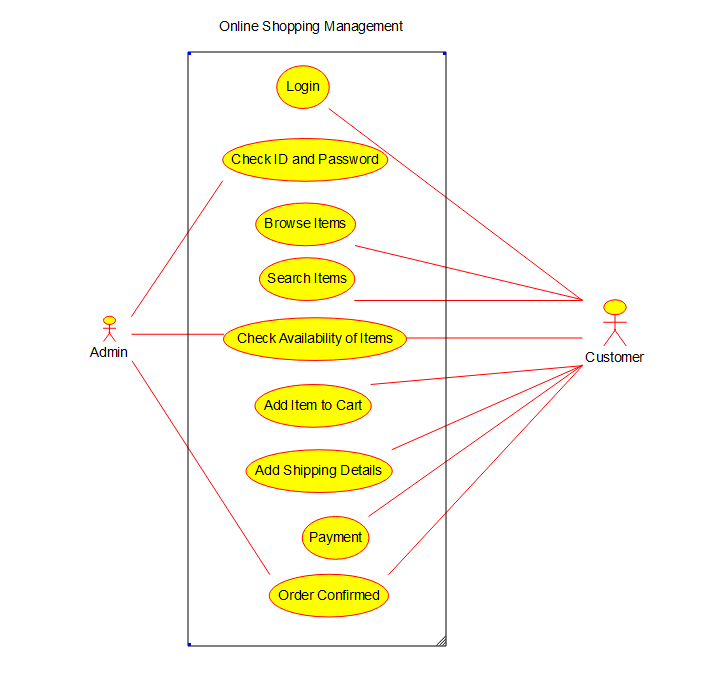 Online Shopping Management
Login
Check ID and Password
Browse Items
Search Items
Check Availability of Items
Admin
Customer
Add Item to Cart
Add Shipping Details
Payment
Order Confirmed